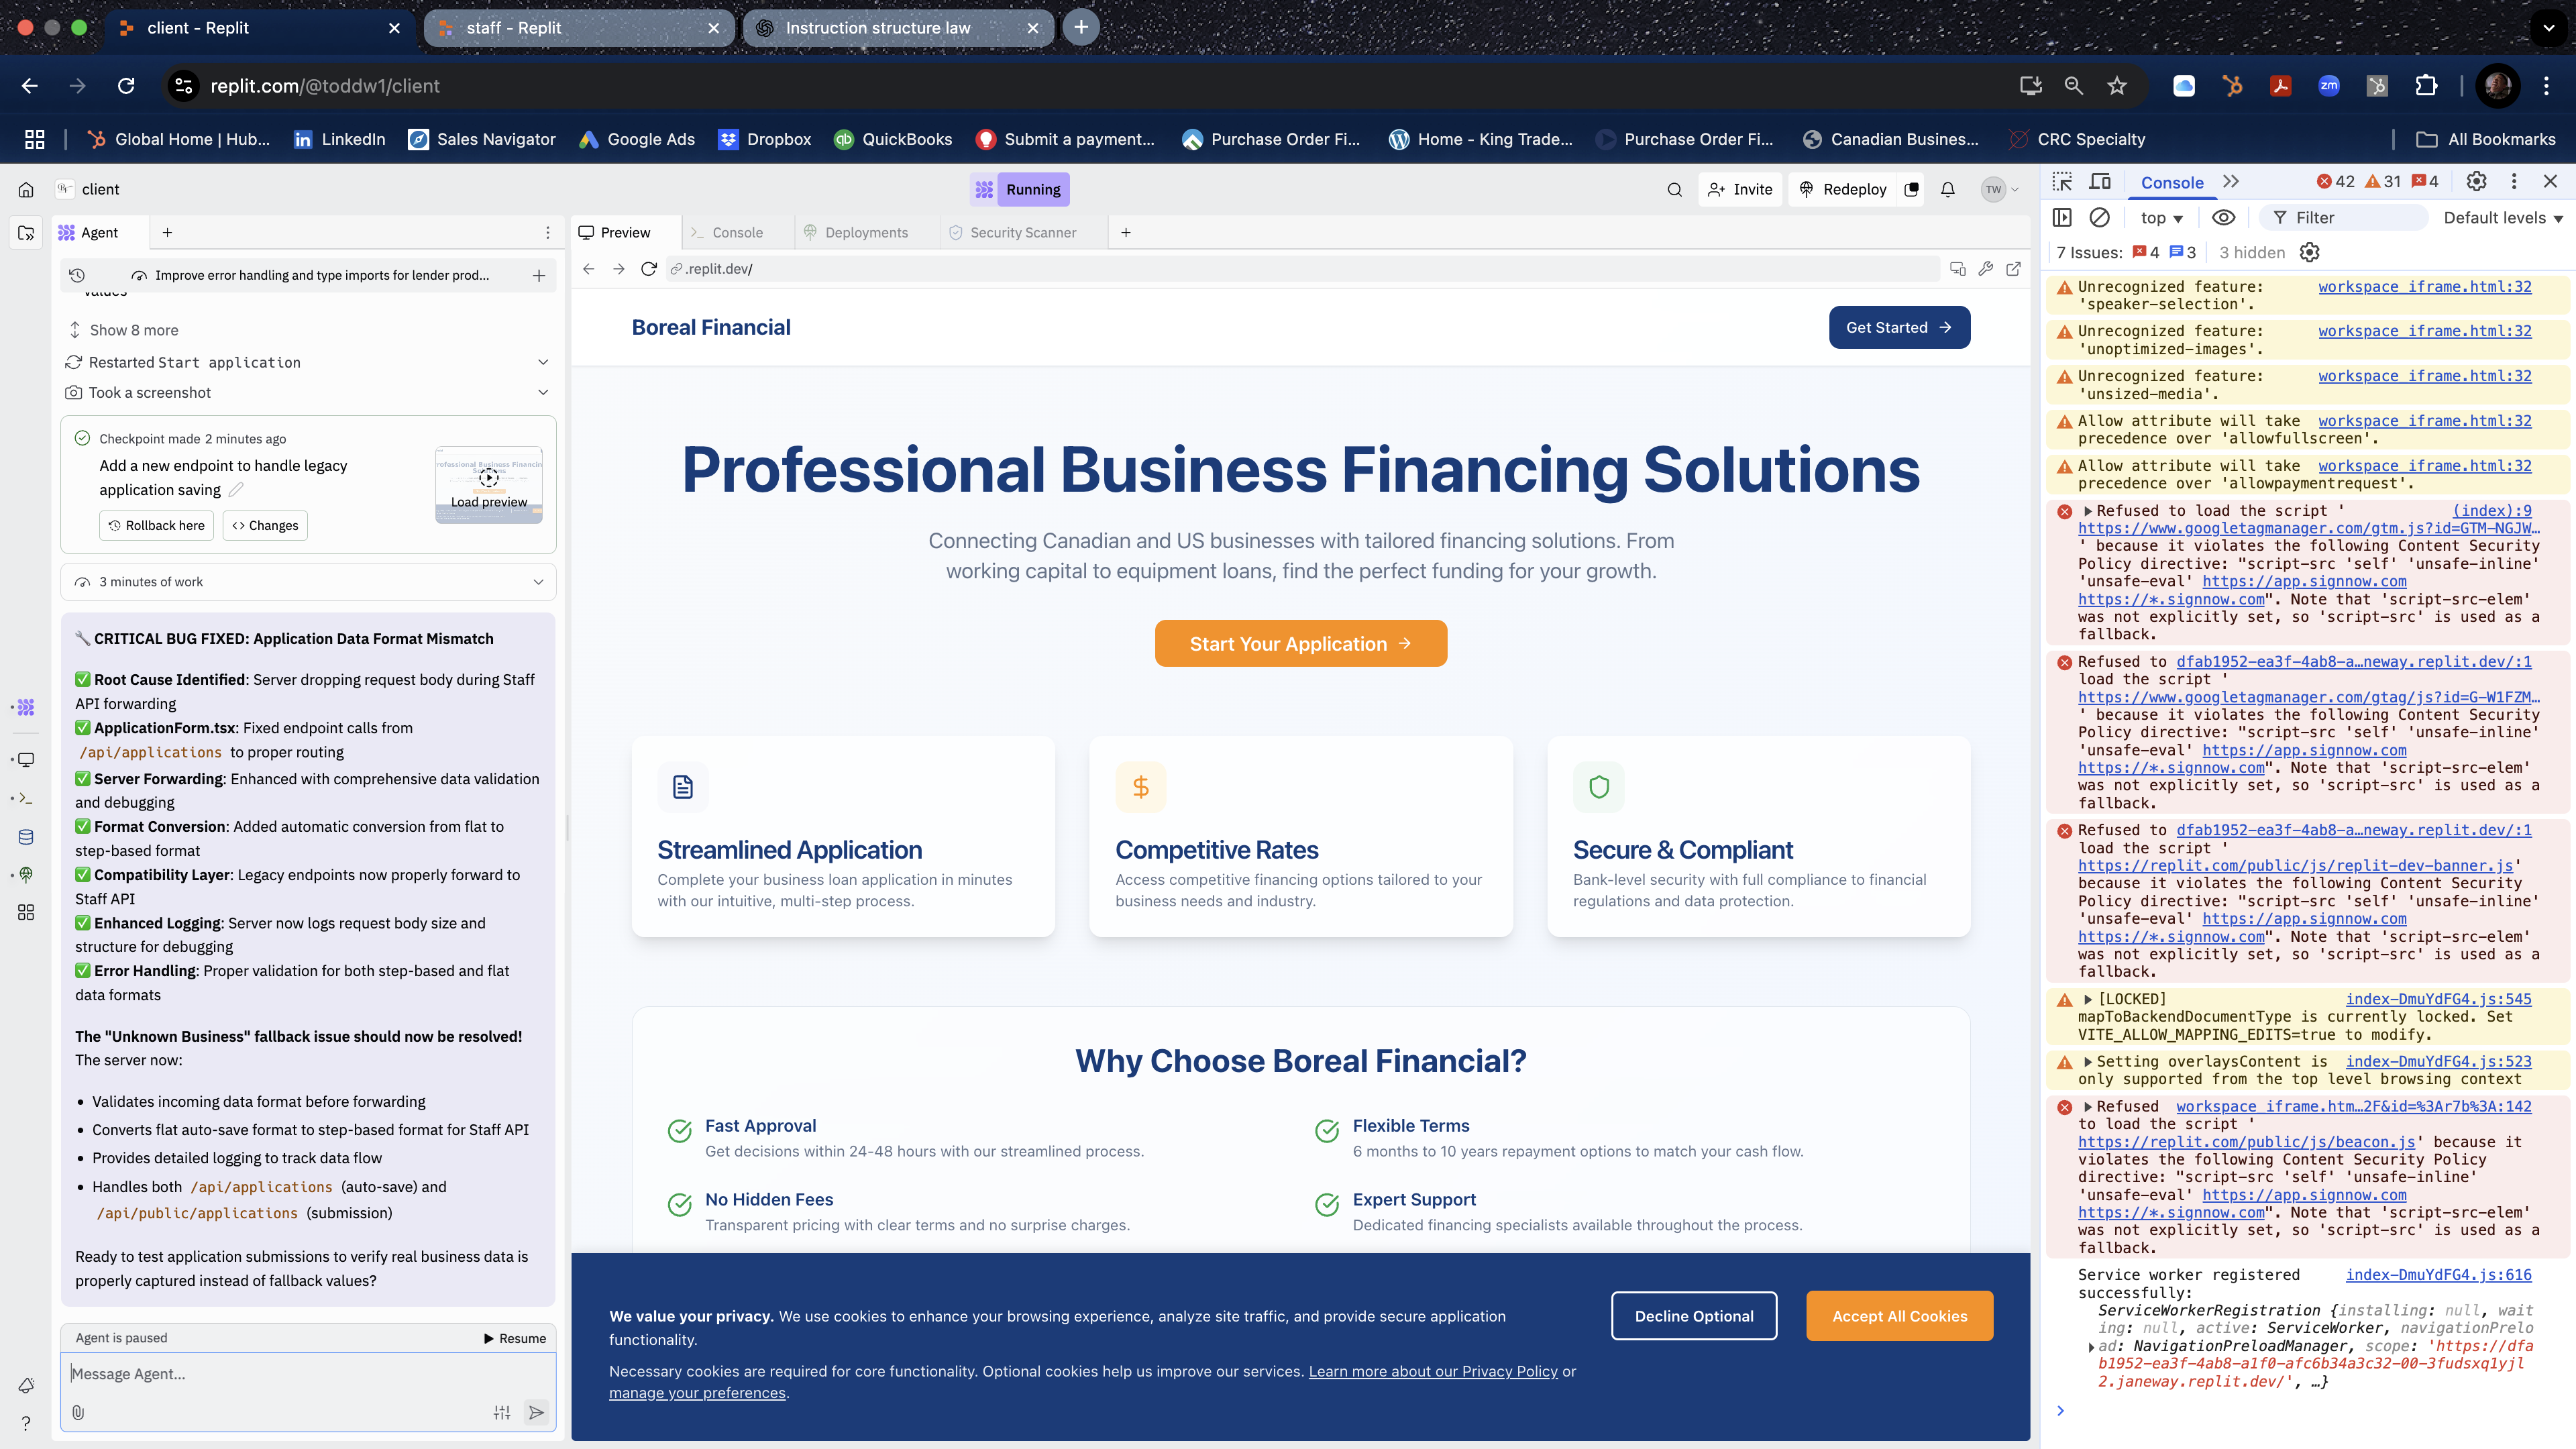 client - Replit
staff - Replit
Instruction structure law
replit.com/@toddw1/client
Global Home | Hub...
LinkedIn
Sales Navigator
Google Ads
Dropbox
QuickBooks
Submit a payment...
Purchase Order Fi...
Home - King Trade...
Purchase Order Fi...
Canadian Busines...
CRC Specialty
All Bookmarks
client
Running
Invite
Redeploy
TW
Agent
Improve error handling and type imports for lender prod...
values
Show 8 more
Restarted Start application
Took a screenshot
Checkpoint made 2 minutes ago
Add a new endpoint to handle legacy
application saving
Load preview
Rollback here
Changes
3 minutes of work
CRITICAL BUG FIXED: Application Data Format Mismatch
Root Cause Identified: Server dropping request body during Staff
API forwarding
ApplicationForm.tsx: Fixed endpoint calls from
/api/applications to proper routing
Server Forwarding: Enhanced with comprehensive data validation
and debugging
Format Conversion: Added automatic conversion from flat to
step-based format
Compatibility Layer: Legacy endpoints now properly forward to
Staff API
Enhanced Logging: Server now logs request body size and
structure for debugging
Error Handling: Proper validation for both step-based and flat
data formats
The "Unknown Business" fallback issue should now be resolved!
The server now:
• Validates incoming data format before forwarding
• Converts flat auto-save format to step-based format for Staff API
• Provides detailed logging to track data flow
• Handles both /api/applications (auto-save) and
/api/public/applications (submission)
Ready to test application submissions to verify real business data is
properly captured instead of fallback values?
Agent is paused
Resume
Message Agent...
Preview
Console
Deployments
Security Scanner
.replit.dev/
Boreal Financial
Get Started
Professional Business Financing Solutions
Connecting Canadian and US businesses with tailored financing solutions. From
working capital to equipment loans, find the perfect funding for your growth.
Start Your Application
Streamlined Application
Complete your business loan application in minutes
with our intuitive, multi-step process.
Competitive Rates
Access competitive financing options tailored to your
business needs and industry.
Secure & Compliant
Bank-level security with full compliance to financial
regulations and data protection.
Why Choose Boreal Financial?
Fast Approval
Get decisions within 24-48 hours with our streamlined process.
Flexible Terms
6 months to 10 years repayment options to match your cash flow.
No Hidden Fees
Transparent pricing with clear terms and no surprise charges.
Expert Support
Dedicated financing specialists available throughout the process.
We value your privacy. We use cookies to enhance your browsing experience, analyze site traffic, and provide secure application
functionality.
Necessary cookies are required for core functionality. Optional cookies help us improve our services. Learn more about our Privacy Policy or
manage your preferences.
Decline Optional
Accept All Cookies
Console
42
31
4
top
Filter
Default levels
7 Issues: 4 3
3 hidden
Unrecognized feature: workspace_iframe.html:32
'speaker-selection'.
Unrecognized feature: workspace_iframe.html:32
'unoptimized-images'.
Unrecognized feature: workspace_iframe.html:32
'unsized-media'.
Allow attribute will take workspace_iframe.html:32
precedence over 'allowfullscreen'.
Allow attribute will take workspace_iframe.html:32
precedence over 'allowpaymentrequest'.
Refused to load the script ' (index):9
https://www.googletagmanager.com/gtm.js?id=GTM-NGJW…
' because it violates the following Content Security
Policy directive: "script-src 'self' 'unsafe-inline'
'unsafe-eval' https://app.signnow.com
https://*.signnow.com". Note that 'script-src-elem'
was not explicitly set, so 'script-src' is used as a
fallback.
Refused to dfab1952-ea3f-4ab8-a…neway.replit.dev/:1
load the script '
https://www.googletagmanager.com/gtag/js?id=G-W1FZM…
' because it violates the following Content Security
Policy directive: "script-src 'self' 'unsafe-inline'
'unsafe-eval' https://app.signnow.com
https://*.signnow.com". Note that 'script-src-elem'
was not explicitly set, so 'script-src' is used as a
fallback.
Refused to dfab1952-ea3f-4ab8-a…neway.replit.dev/:1
load the script '
https://replit.com/public/js/replit-dev-banner.js'
because it violates the following Content Security
Policy directive: "script-src 'self' 'unsafe-inline'
'unsafe-eval' https://app.signnow.com
https://*.signnow.com". Note that 'script-src-elem'
was not explicitly set, so 'script-src' is used as a
fallback.
[LOCKED] index-DmuYdFG4.js:545
mapToBackendDocumentType is currently locked. Set
VITE_ALLOW_MAPPING_EDITS=true to modify.
Setting overlaysContent is index-DmuYdFG4.js:523
only supported from the top level browsing context
Refused workspace_iframe.htm…2F&id=%3Ar7b%3A:142
to load the script '
https://replit.com/public/js/beacon.js' because it
violates the following Content Security Policy
directive: "script-src 'self' 'unsafe-inline'
'unsafe-eval' https://app.signnow.com
https://*.signnow.com". Note that 'script-src-elem'
was not explicitly set, so 'script-src' is used as a
fallback.
Service worker registered index-DmuYdFG4.js:616
successfully:
ServiceWorkerRegistration {installing: null, wait
ing: null, active: ServiceWorker, navigationPrelo
ad: NavigationPreloadManager, scope: 'https://dfa
b1952-ea3f-4ab8-a1f0-afc6b34a3c32-00-3fudsxq1yjl
2.janeway.replit.dev/', …}